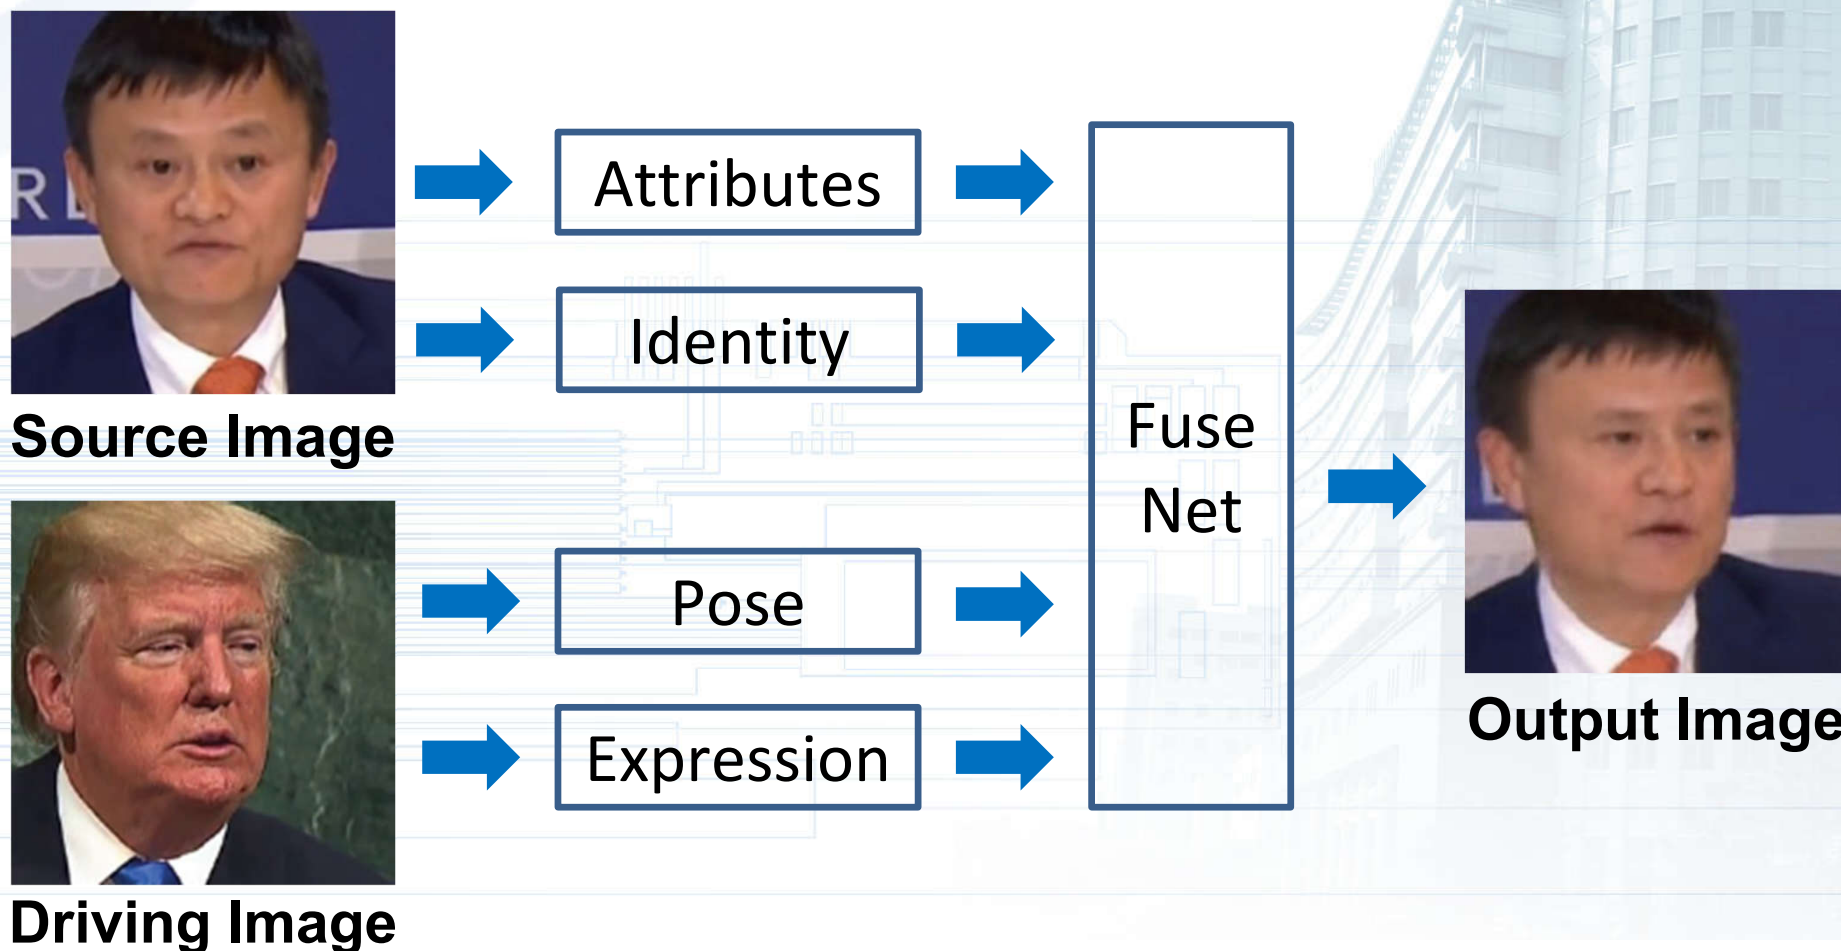 R
Source Image
Driving Image
Attributes
Identity
Pose
Expression
Fuse
Net
Output Image